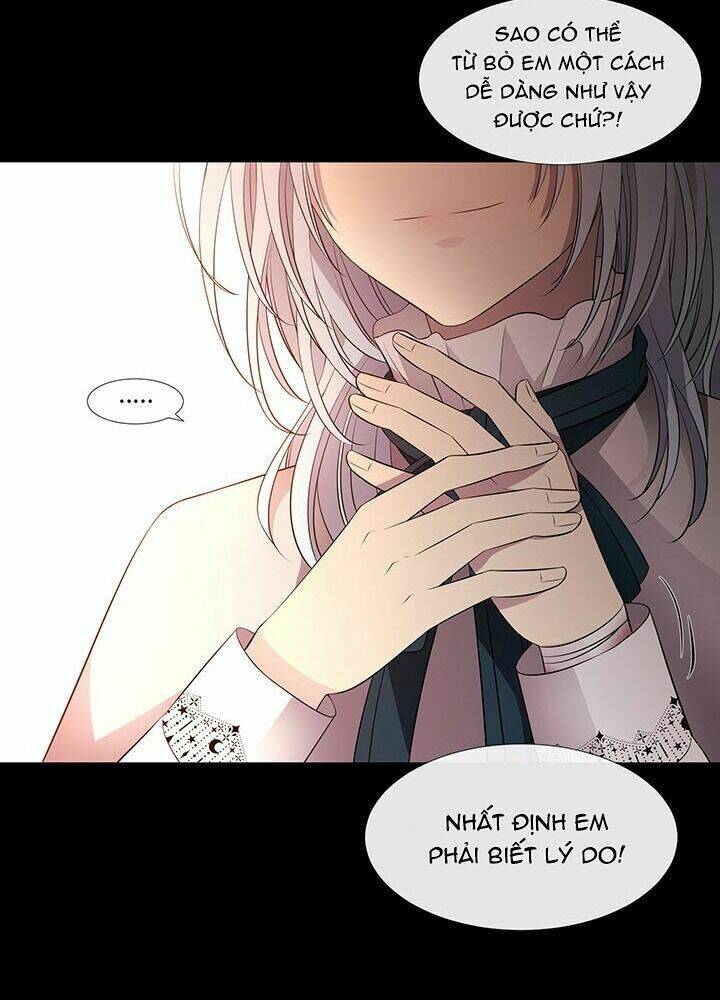 SAO CÓ THỂ
TỪ BỎ EM MỘT CÁCH
DỄ DÀNG NHƯ VẬY
ĐƯỢC CHỨ?!
.....
NHẤT ĐỊNH EM
PHẢI BIẾT LÝ DO!